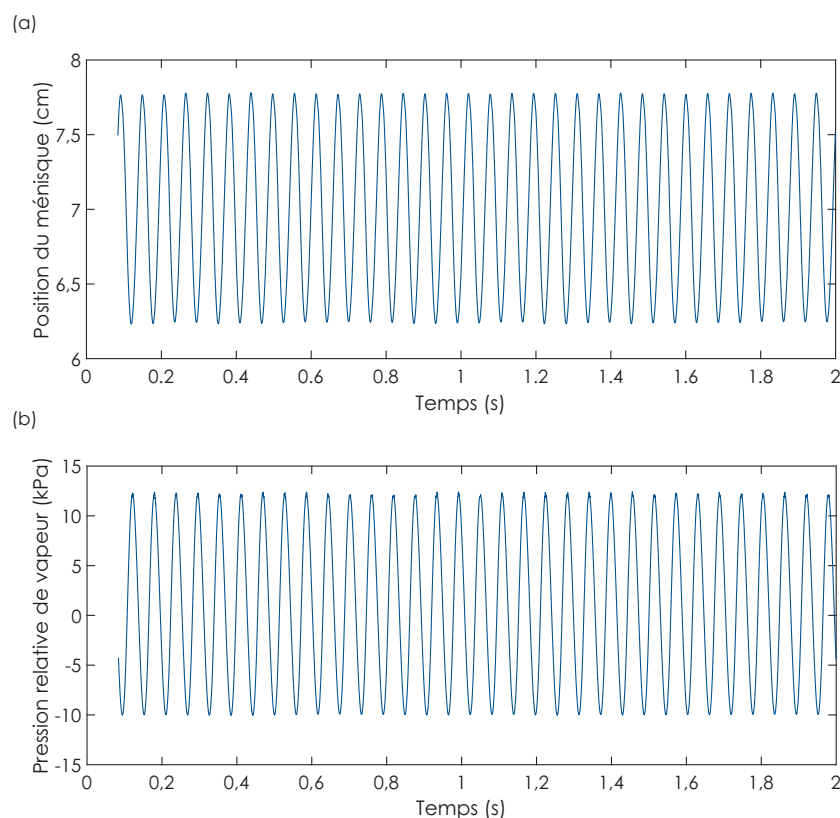 (a)
8
7.5
7
6,5
6
Position du ménisque (cm)
0 0.2 0.4 0.6 0.8 1 1.2 1.4 1.6 1.8 2
Temps (s)
(b)
15
10
5
0
-5
-10
-15
Pression relative de vapeur (kPa)
0 0,2 0,4 0,6 0,8 1 1,2 1,4 1,6 1,8 2
Temps (s)